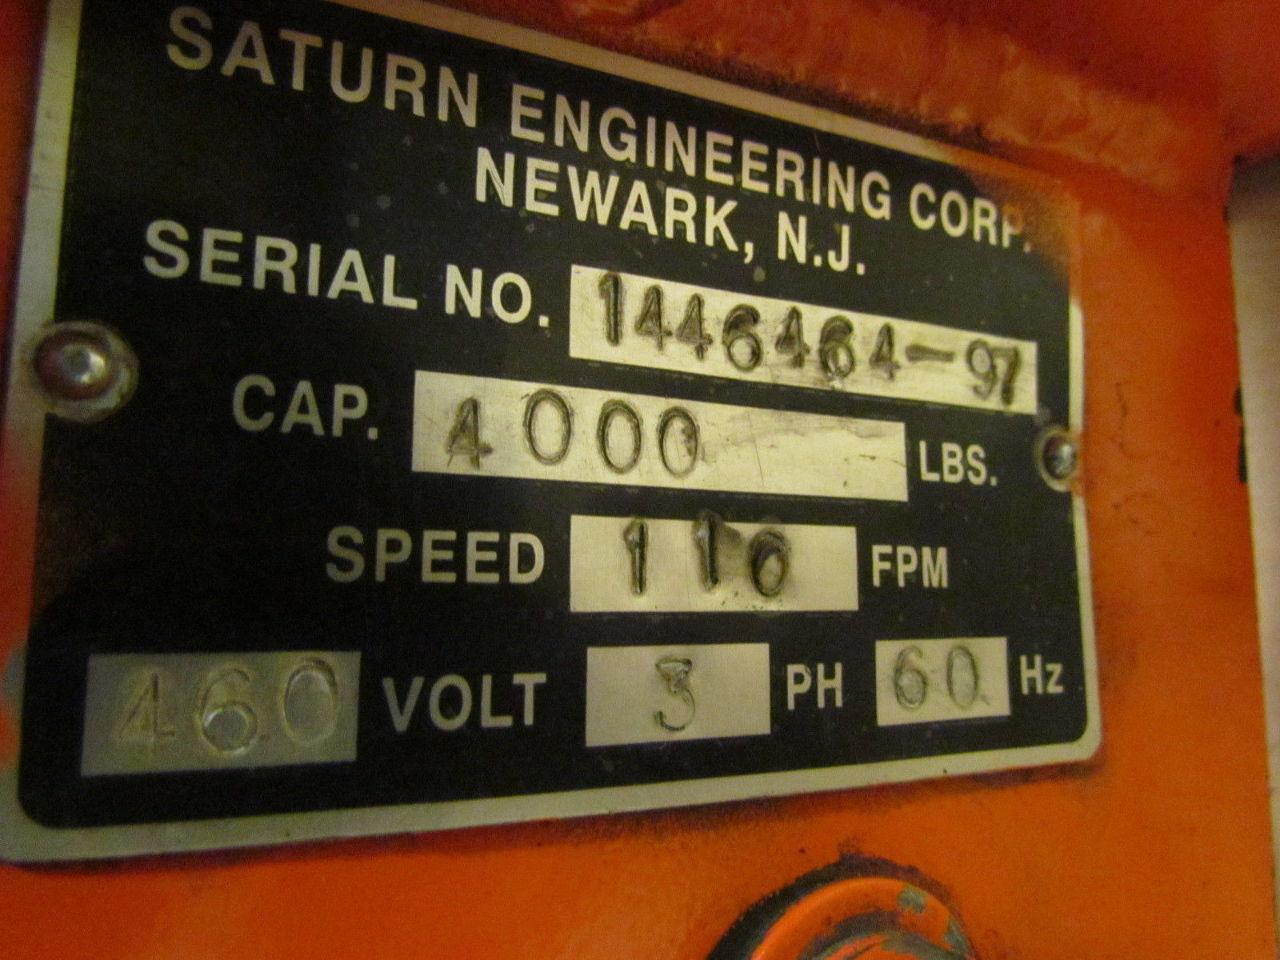 SATURN ENGINEERING CORP.
NEWARK, N.J.
SERIAL NO. 1446464-97
CAP. 4000 LBS.
SPEED 116 FPM
460 VOLT 3 PH 60 Hz